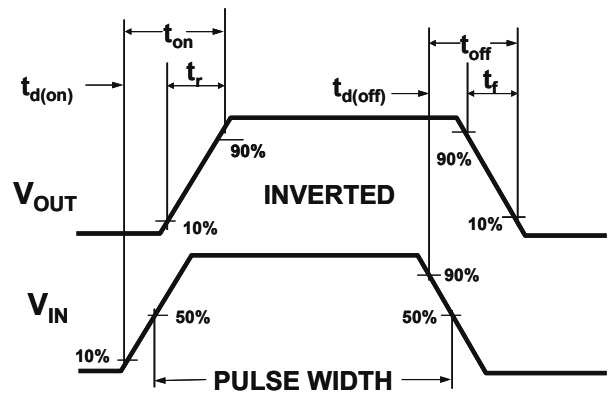 t_on t_off
t_d(on) t_r t_d(off) t_f
90% 90%
V_OUT INVERTED
10% 10%
90%
V_IN 50% 50%
10%
PULSE WIDTH